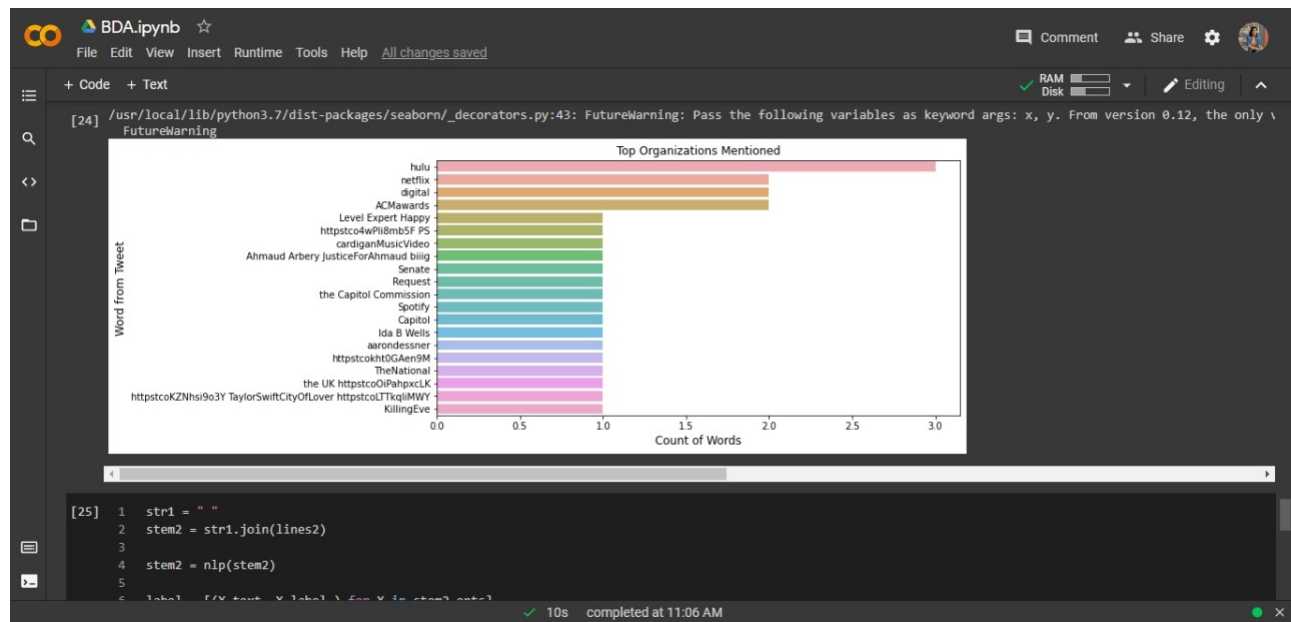 BDA.ipynb
File Edit View Insert Runtime Tools Help All changes saved
Comment Share
+ Code + Text
RAM
Disk
Editing
[24] /usr/local/lib/python3.7/dist-packages/seaborn/_decorators.py:43: FutureWarning: Pass the following variables as keyword args: x, y. From version 0.12, the only
FutureWarning
Top Organizations Mentioned
Word from Tweet
hulu
netflix
digital
ACMawards
Level Expert Happy
httpstco4wPli8mb5F PS
cardiganMusicVideo
Ahmaud Arbery JusticeForAhmaud biiig
Senate
Request
the Capitol Commission
Spotify
Capitol
Ida B Wells
aarondessner
httpstcokht0GAen9M
TheNational
the UK httpstcoOiPahpxcLK
httpstcoKZNhsi9o3Y TaylorSwiftCityOfLover httpstcoLTTkqliMWY
KillingEve
0.0 0.5 1.0 1.5 2.0 2.5 3.0
Count of Words
[25] 1 str1 = " "
2 stem2 = str1.join(lines2)
3
4 stem2 = nlp(stem2)
5
10s completed at 11:06 AM